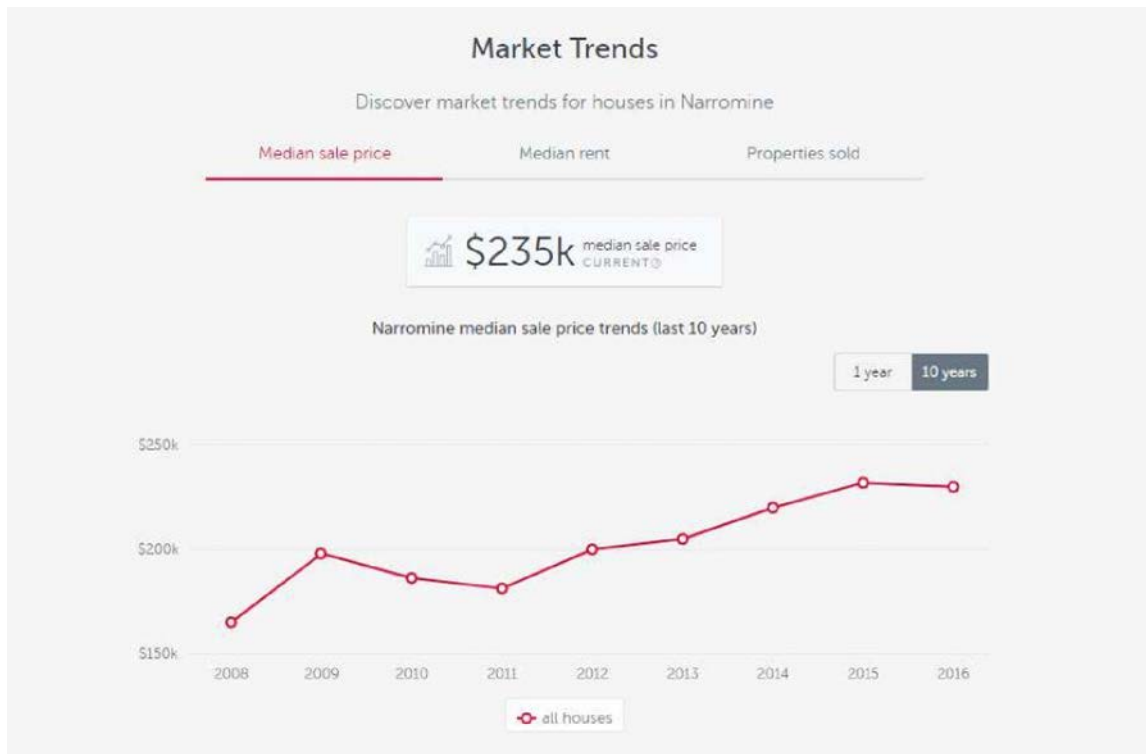 Market Trends
Discover market trends for houses in Narromine
Median sale price Median rent Properties sold
$235k median sale price
CURRENT
Narromine median sale price trends (last 10 years)
1 year 10 years
$250k
$200k
$150k
2008 2009 2010 2011 2012 2013 2014 2015 2016
all houses